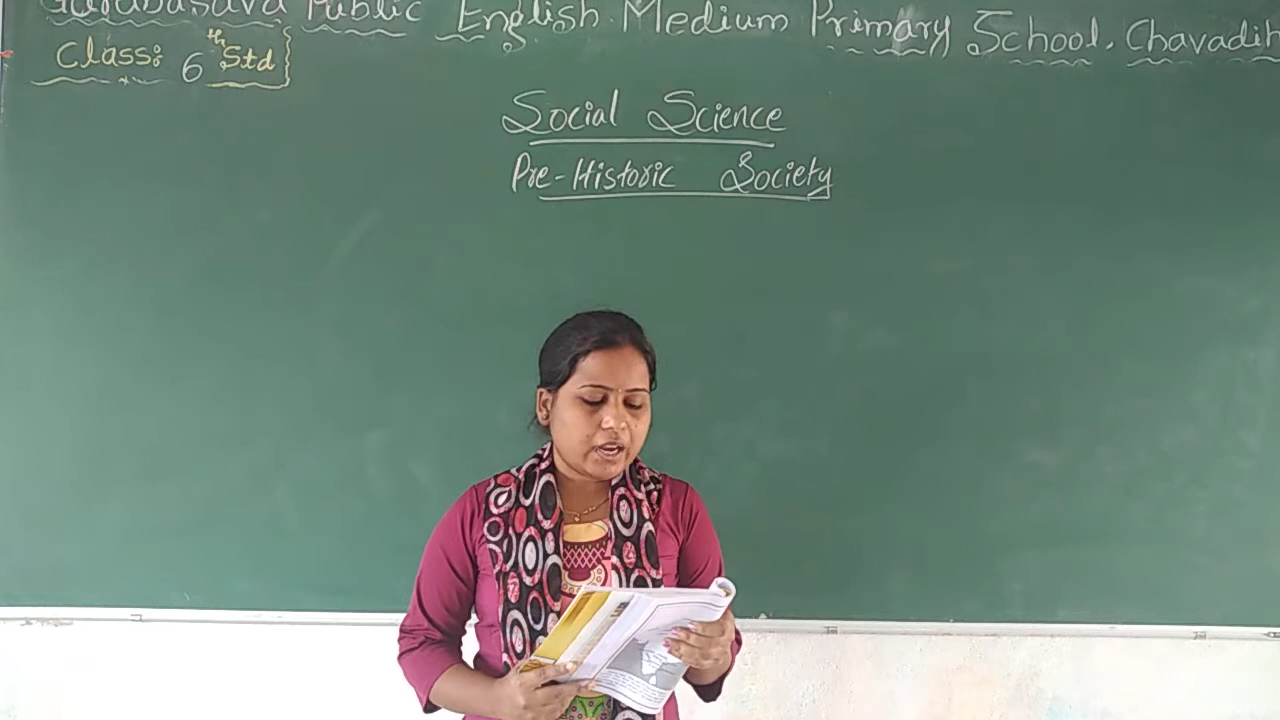 Public English Medium Primary School, Chavadih
Class: 6th Std
Social Science
Pre-Historic Society